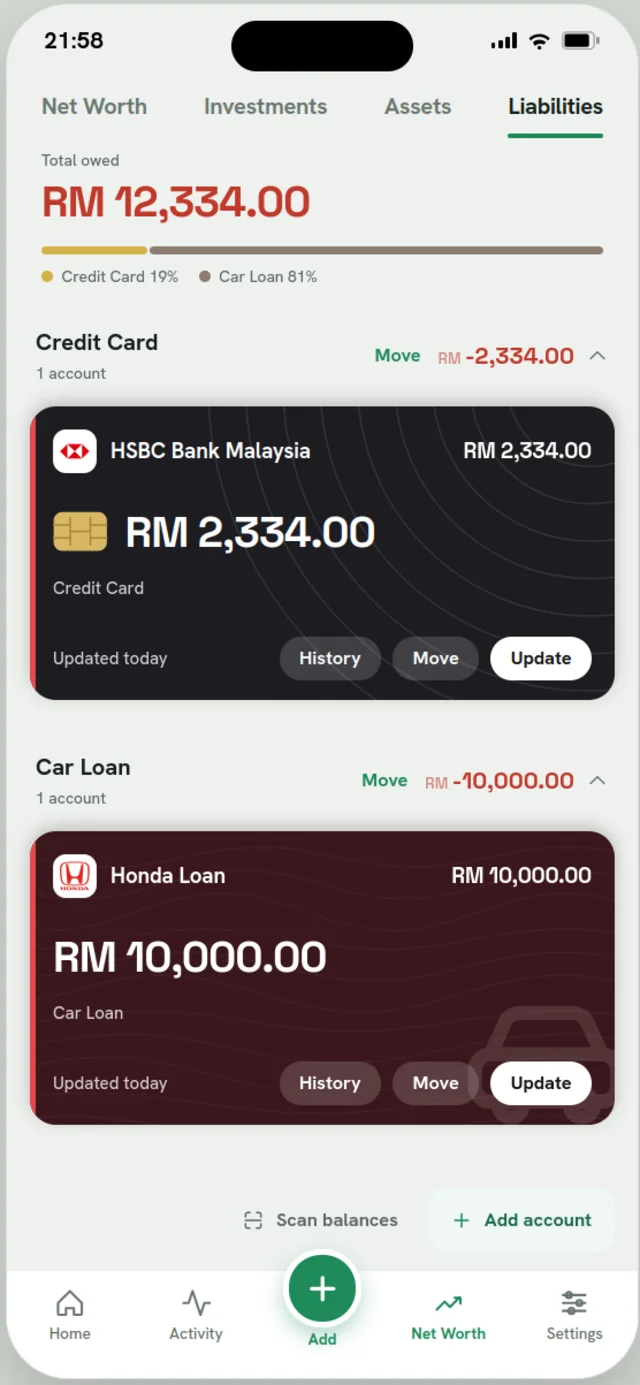 21:58
Net Worth Investments Assets Liabilities
Total owed
RM 12,334.00
Credit Card 19% Car Loan 81%
Credit Card
1 account
Move RM -2,334.00
HSBC Bank Malaysia RM 2,334.00
RM 2,334.00
Credit Card
Updated today History Move Update
Car Loan
1 account
Move RM -10,000.00
HONDA
Honda Loan RM 10,000.00
RM 10,000.00
Car Loan
Updated today History Move Update
Scan balances + Add account
Home Activity Add Net Worth Settings